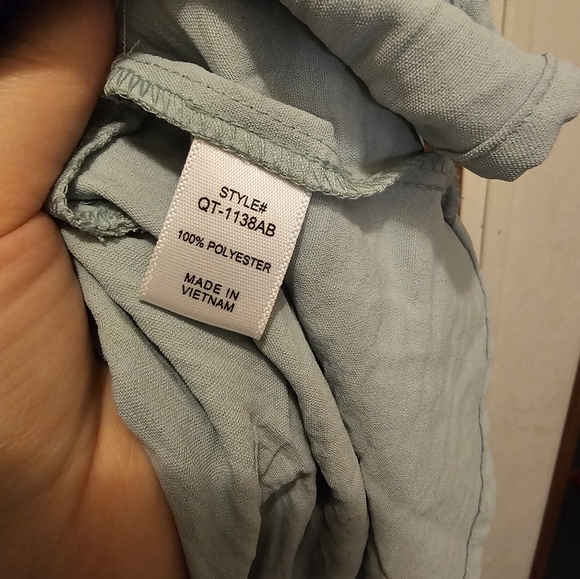 STYLE#
QT-1138AB
100% POLYESTER
MADE IN
VIETNAM